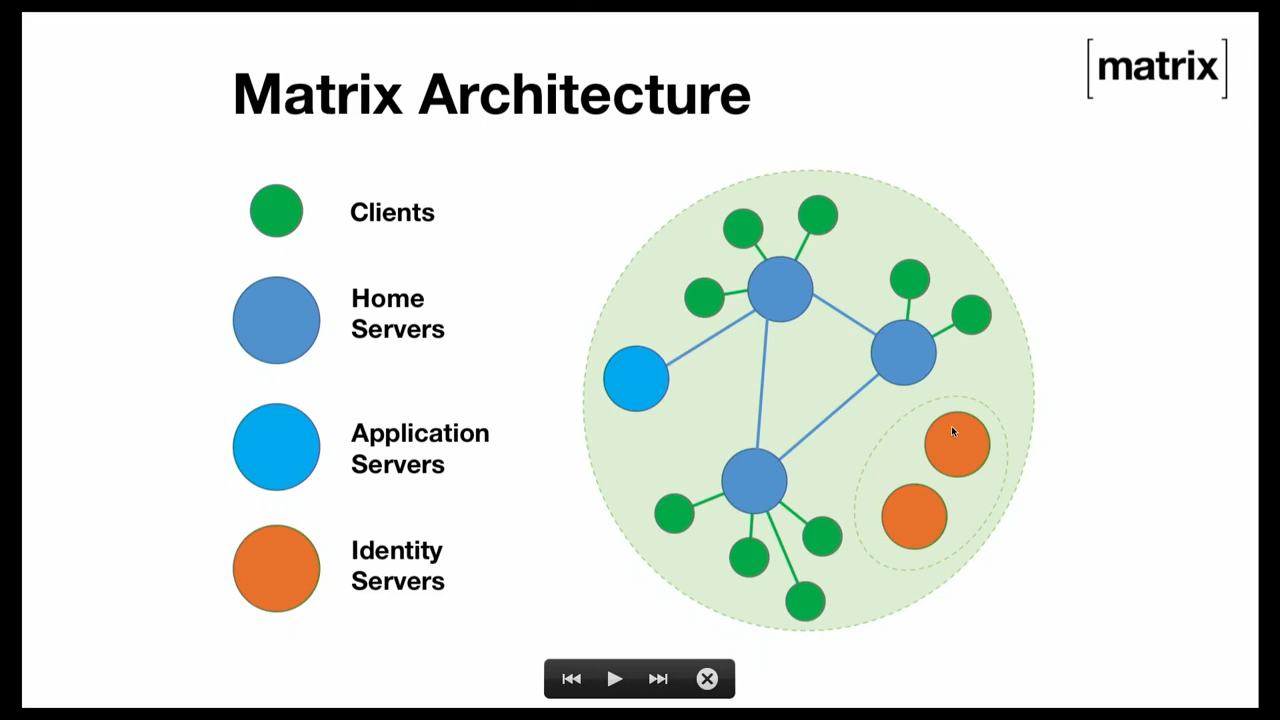 [matrix]
Matrix Architecture
Clients
Home
Servers
Application
Servers
Identity
Servers